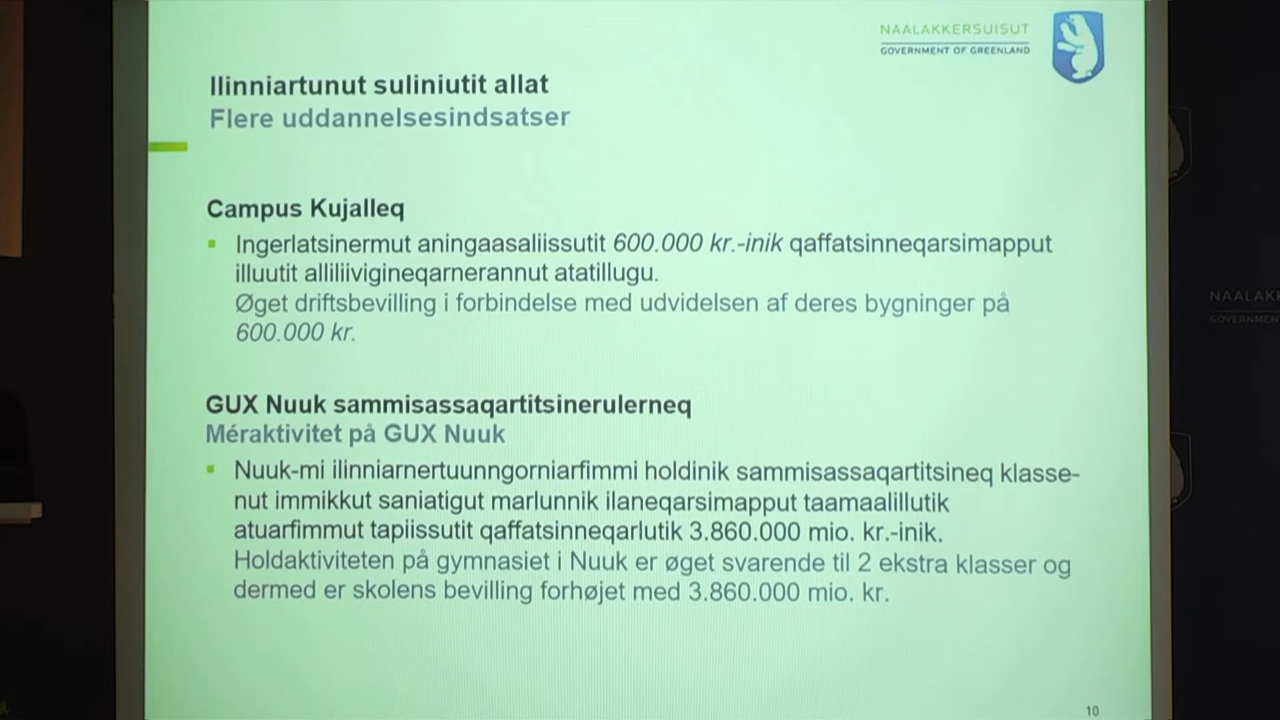 NAALAKKERSUISUT
GOVERNMENT OF GREENLAND
Ilinniartunut suliniutit allat
Flere uddannelsesindsatser
Campus Kujalleq
Ingerlatsinermut aningaasaliissutit 600.000 kr.-inik qaffatsinneqarsimapput
illuutit alliliivigineqarnerannut atatillugu.
Øget driftsbevilling i forbindelse med udvidelsen af deres bygninger på
600.000 kr.
GUX Nuuk sammisassaqartitsinerulerneq
Méraktivitet på GUX Nuuk
Nuuk-mi ilinniarnertuunngorniarfimmi holdinik sammisassaqartitsineq klasse-
nut immikkut saniatigut marlunnik ilaneqarsimapput taamaalillutik
atuarfimmut tapiissutit qaffatsinneqarlutik 3.860.000 mio. kr.-inik.
Holdaktiviteten på gymnasiet i Nuuk er øget svarende til 2 ekstra klasser og
dermed er skolens bevilling forhøjet med 3.860.000 mio. kr.
10